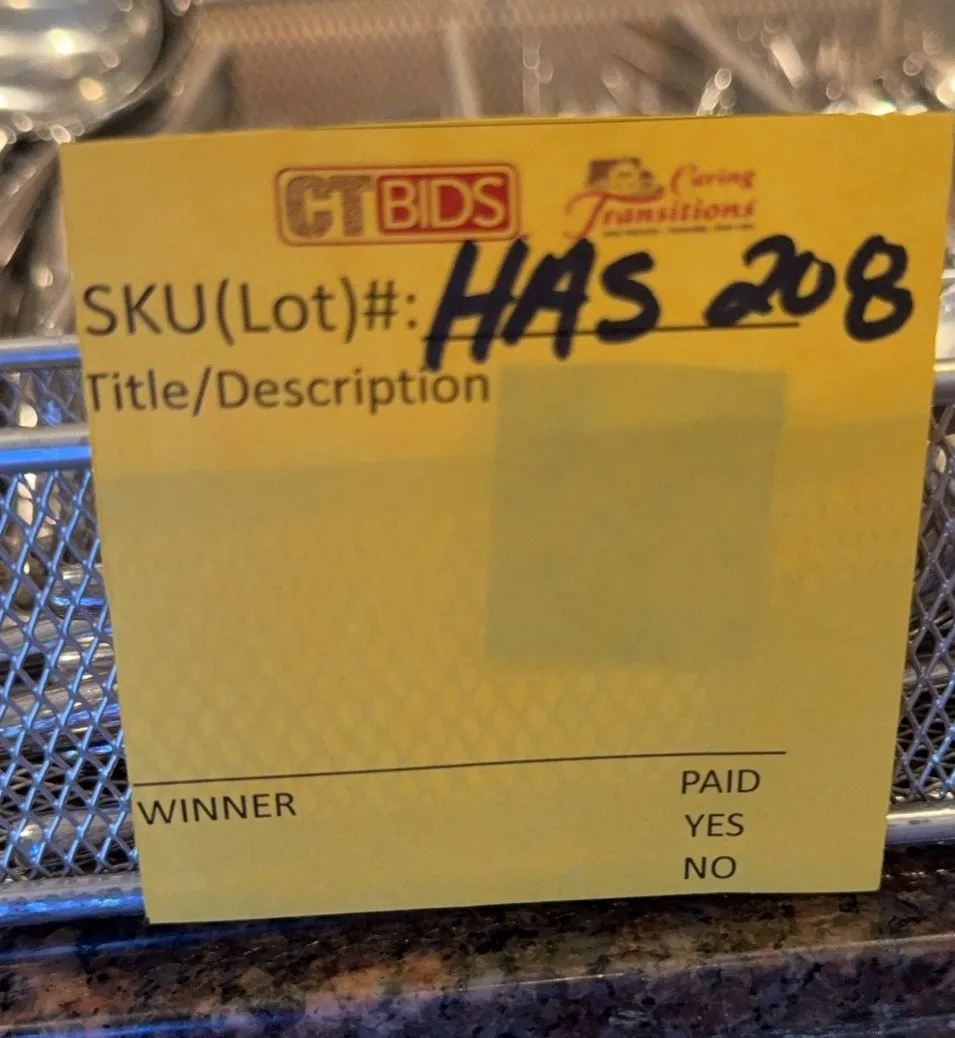 CTBIDS
Caring
Transitions
SKU(Lot)#: HAS 208
Title/Description
WINNER
PAID
YES
NO